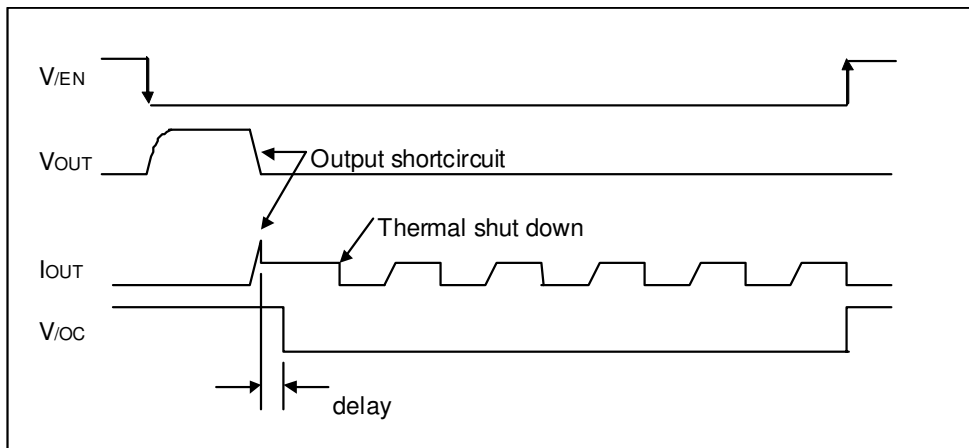 V/EN
VOUT
Output shortcircuit
Thermal shut down
IOUT
V/OC
delay